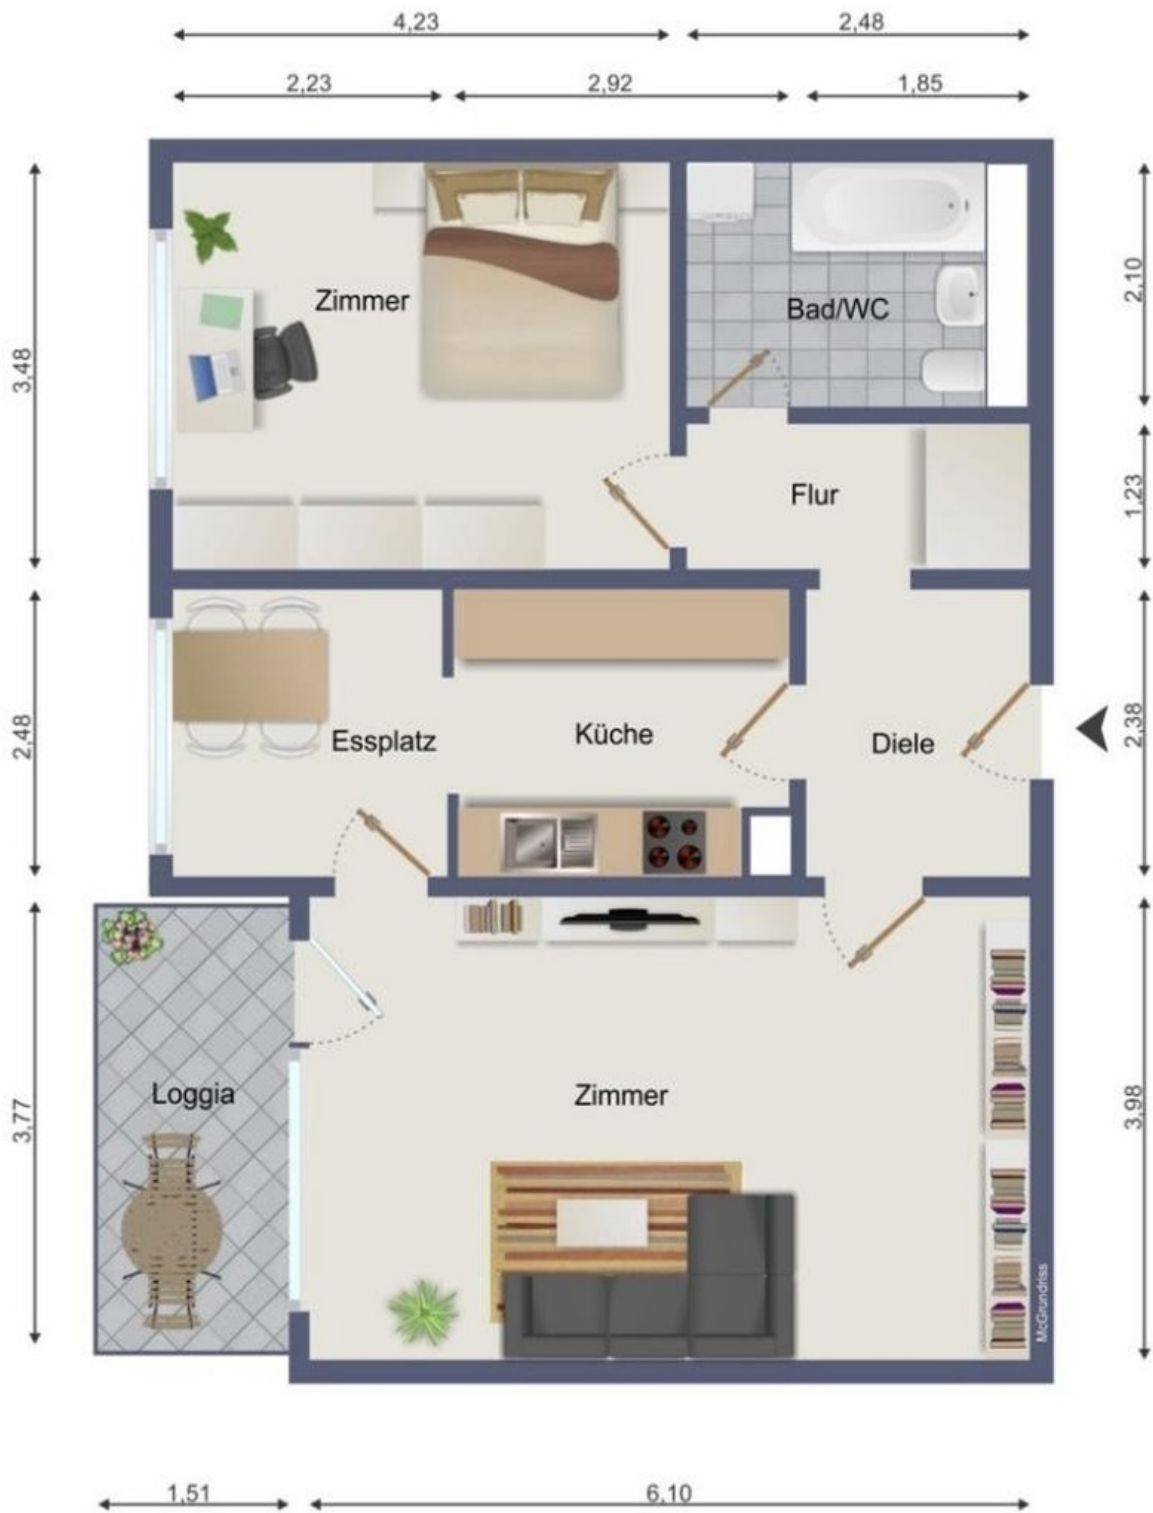 4,23
2,48
2,23
2,92
1,85
Zimmer
Bad/WC
2,10
3,48
Flur
1,23
Essplatz
Küche
Diele
2,48
2,38
Loggia
Zimmer
3,77
3,98
McGrundriss
1,51
6,10